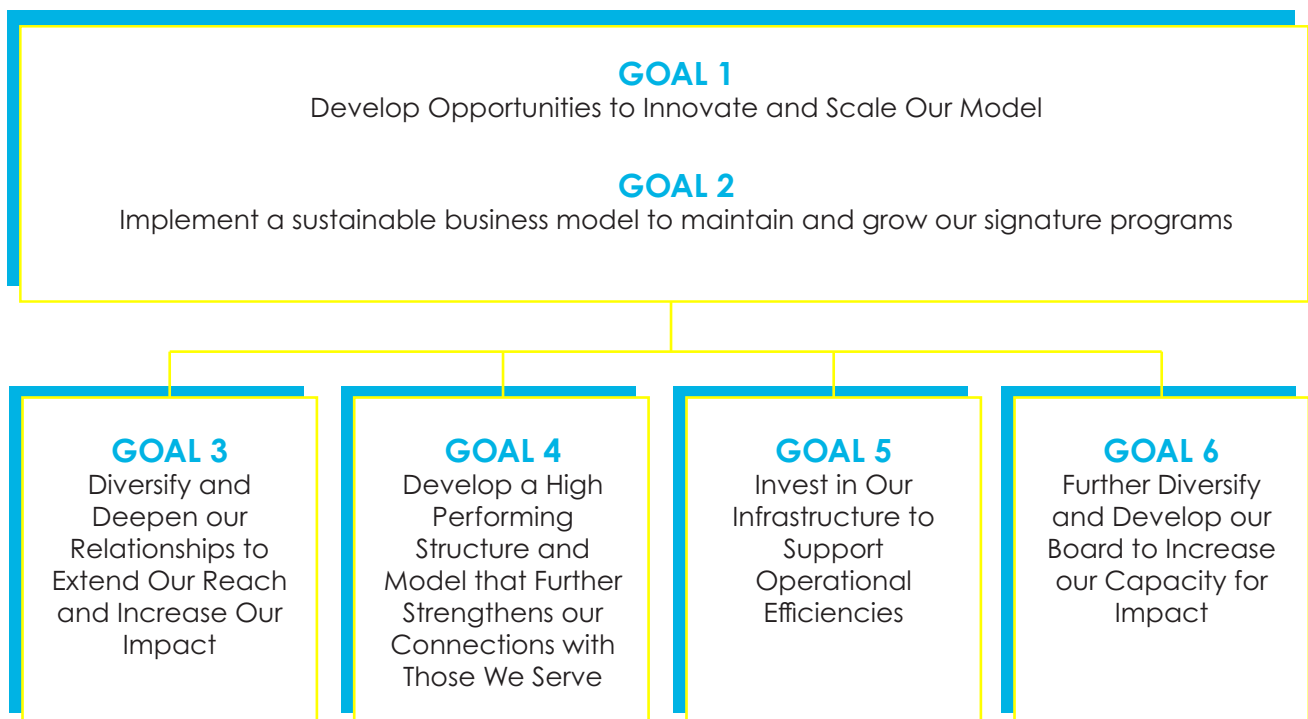 GOAL 1
Develop Opportunities to Innovate and Scale Our Model
GOAL 2
Implement a sustainable business model to maintain and grow our signature programs
GOAL 3
Diversify and
Deepen our
Relationships to
Extend Our Reach
and Increase Our
Impact
GOAL 4
Develop a High
Performing
Structure and
Model that Further
Strengthens our
Connections with
Those We Serve
GOAL 5
Invest in Our
Infrastructure to
Support
Operational
Efficiencies
GOAL 6
Further Diversify
and Develop our
Board to Increase
our Capacity for
Impact